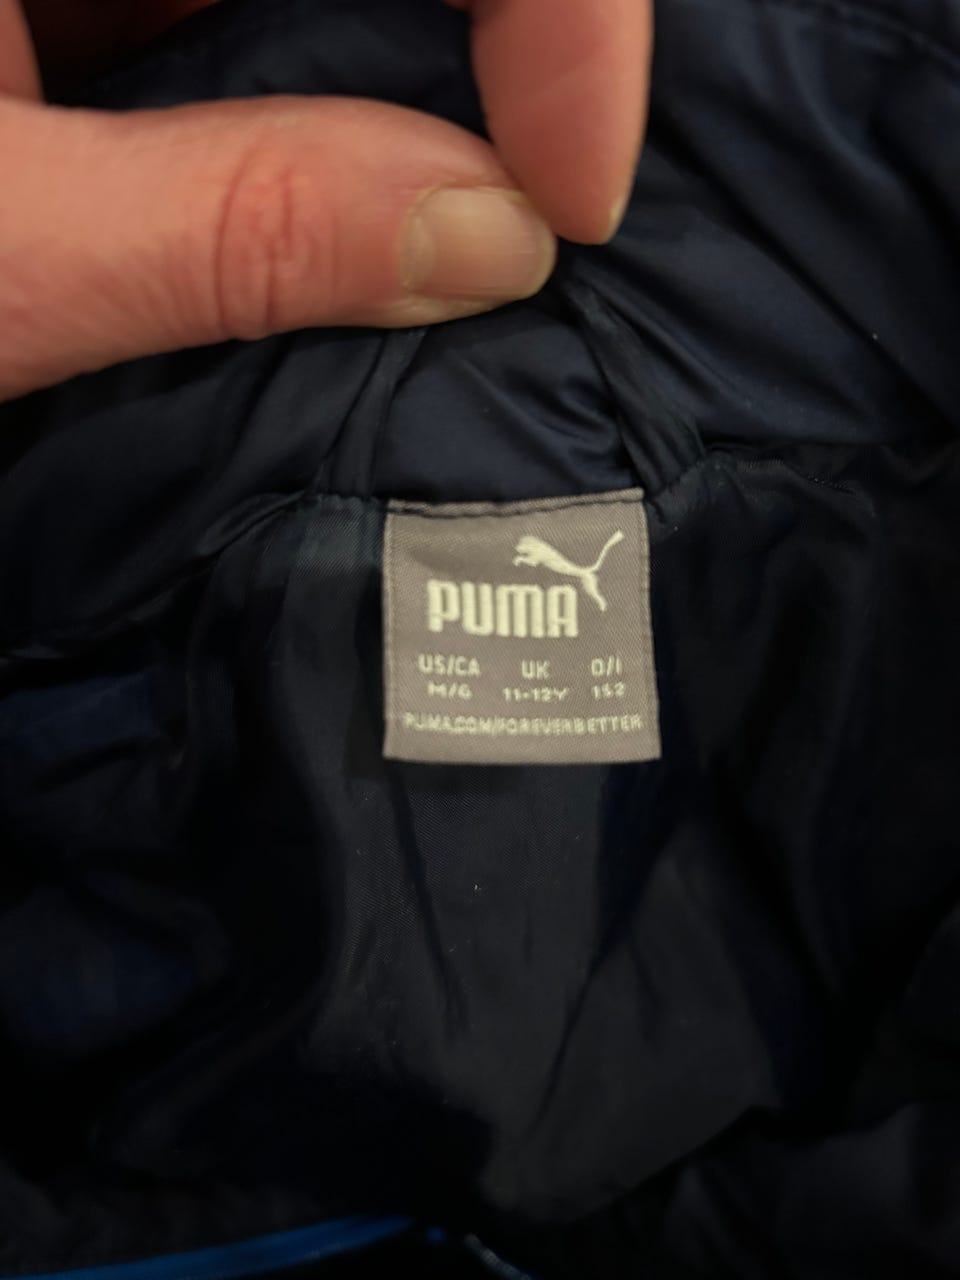 PUMA
US/CA UK D/I
M/G 11-12Y 152
PUMA.COM/FOREVERBETTER